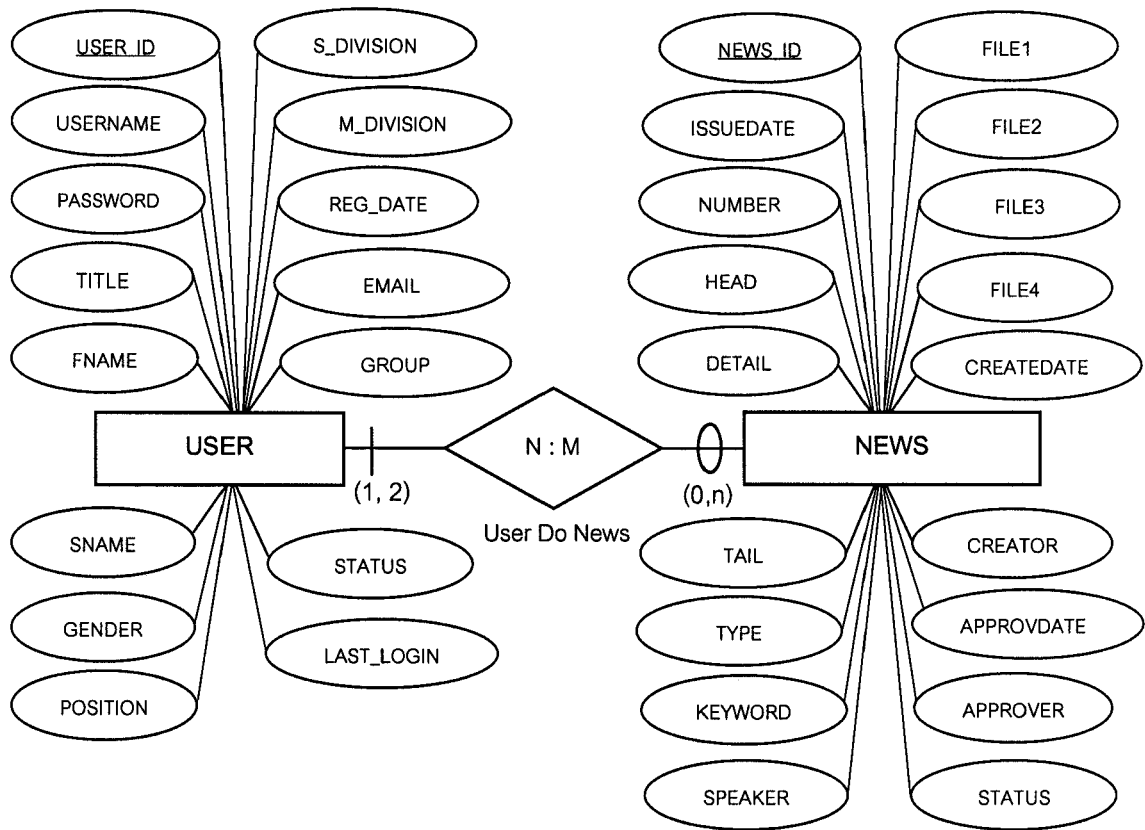 USER_ID
S_DIVISION
USERNAME
M_DIVISION
PASSWORD
REG_DATE
TITLE
EMAIL
FNAME
GROUP
USER
SNAME
STATUS
GENDER
LAST_LOGIN
POSITION
(1, 2)
N : M
User Do News
(0,n)
NEWS_ID
FILE1
ISSUEDATE
FILE2
NUMBER
FILE3
HEAD
FILE4
DETAIL
CREATEDATE
NEWS
TAIL
CREATOR
TYPE
APPROVDATE
KEYWORD
APPROVER
SPEAKER
STATUS